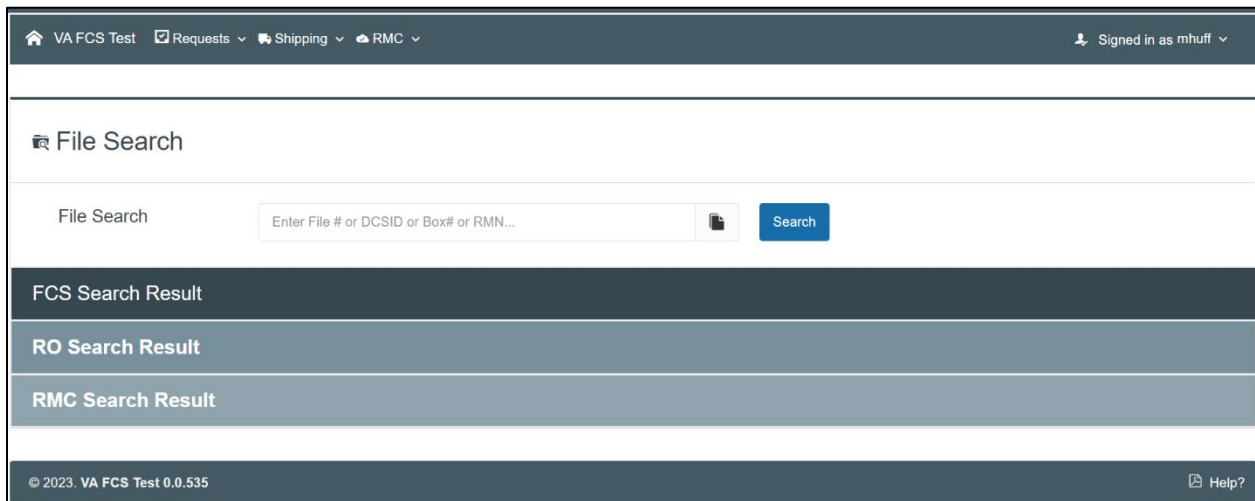 VA FCS Test Requests Shipping RMC Signed in as mhuff
File Search
File Search Enter File # or DCSID or Box# or RMN... Search
FCS Search Result
RO Search Result
RMC Search Result
© 2023. VA FCS Test 0.0.535 Help?